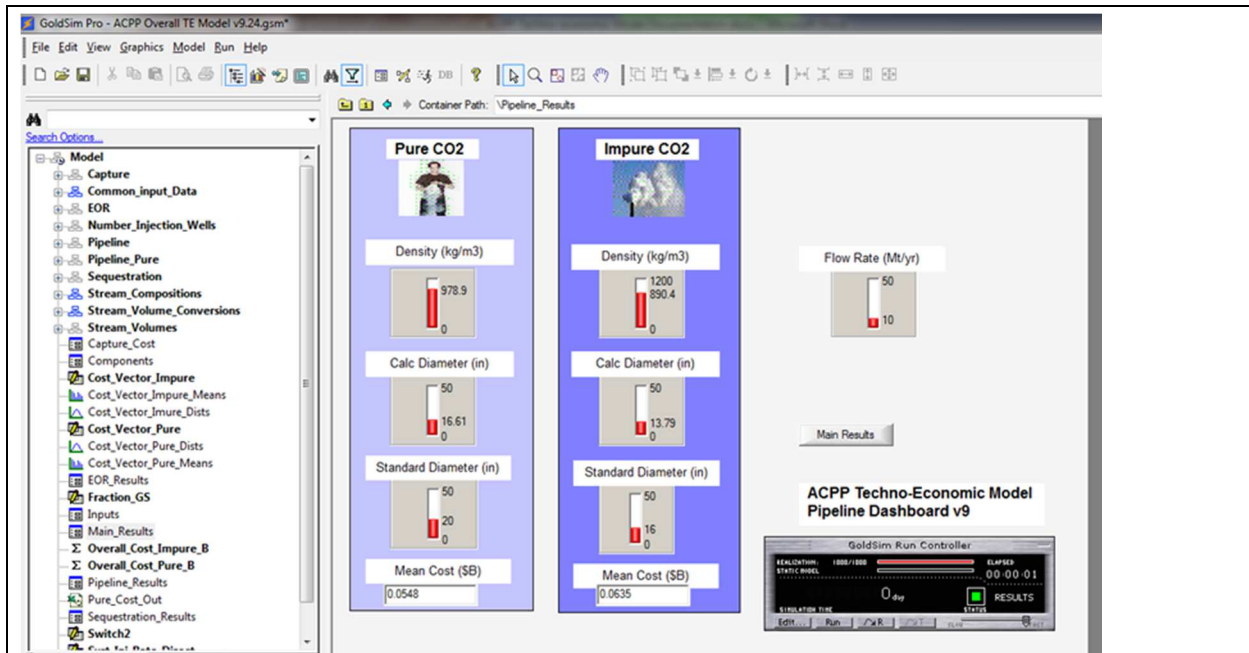 GoldSim Pro - ACPP Overall TE Model v9.24.gsm*
File Edit View Graphics Model Run Help
DB
Container Path: \Pipeline_Results
Search Options...
Model
Capture
Common_input_Data
EOR
Number_Injection_Wells
Pipeline
Pipeline_Pure
Sequestration
Stream_Compositions
Stream_Volume_Conversions
Stream_Volumes
Capture_Cost
Components
Cost_Vector_Impure
Cost_Vector_Impure_Means
Cost_Vector_Imure_Dists
Cost_Vector_Pure
Cost_Vector_Pure_Dists
Cost_Vector_Pure_Means
EOR_Results
Fraction_GS
Inputs
Main_Results
Σ Overall_Cost_Impure_B
Σ Overall_Cost_Pure_B
Pipeline_Results
Pure_Cost_Out
Sequestration_Results
Switch2
Pure CO2
Density (kg/m3)
978.9
0
Calc Diameter (in)
50
16.61
0
Standard Diameter (in)
50
20
0
Mean Cost ($B)
0.0548
Impure CO2
Density (kg/m3)
1200
890.4
0
Calc Diameter (in)
50
13.79
0
Standard Diameter (in)
50
16
0
Mean Cost ($B)
0.0635
Flow Rate (Mt/yr)
50
10
Main Results
ACPP Techno-Economic Model
Pipeline Dashboard v9
GoldSim Run Controller
REALIZATION: 1000/1000
ELAPSED
STATIC MODEL
00:00:01
0 day
RESULTS
SIMULATION TIME
STATUS
Edit... Run